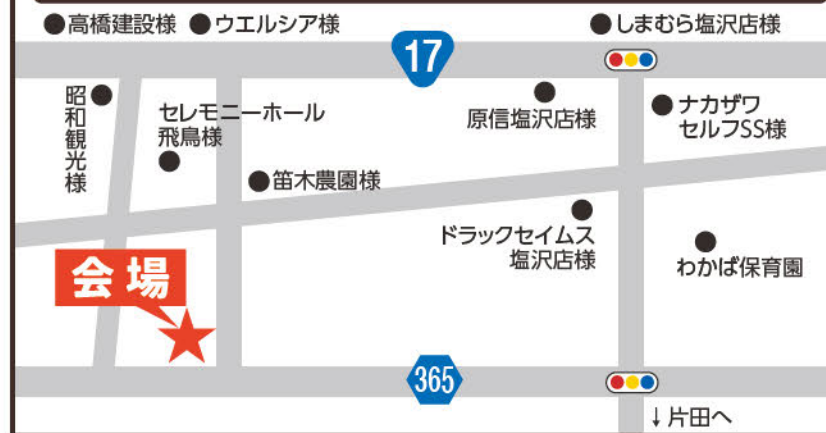 高橋建設様
ウエルシア様
しまむら塩沢店様
17
昭和観光様
セレモニーホール
飛鳥様
原信塩沢店様
ナカザワ
セルフSS様
笛木農園様
ドラックセイムス
塩沢店様
わかば保育園
会場
365
↓片田へ